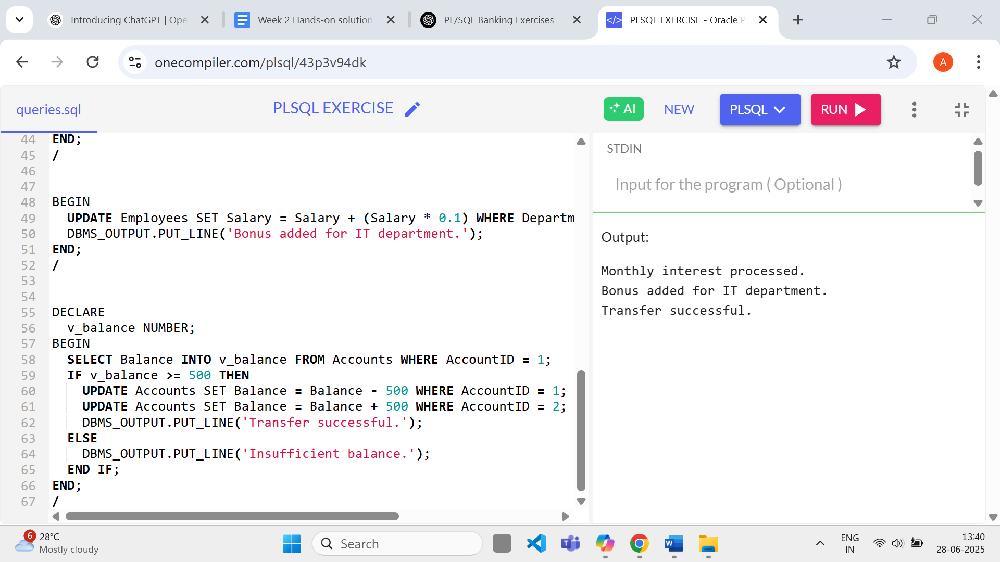 Introducing ChatGPT | Ope
Week 2 Hands-on solution
PL/SQL Banking Exercises
</> PLSQL EXERCISE - Oracle P
onecompiler.com/plsql/43p3v94dk
A
queries.sql
PLSQL EXERCISE
AI
NEW
PLSQL
RUN
44 END;
45 /
46
47
48 BEGIN
49 UPDATE Employees SET Salary = Salary + (Salary * 0.1) WHERE Departm
50 DBMS_OUTPUT.PUT_LINE('Bonus added for IT department.');
51 END;
52 /
53
54
55 DECLARE
56 v_balance NUMBER;
57 BEGIN
58 SELECT Balance INTO v_balance FROM Accounts WHERE AccountID = 1;
59 IF v_balance >= 500 THEN
60 UPDATE Accounts SET Balance = Balance - 500 WHERE AccountID = 1;
61 UPDATE Accounts SET Balance = Balance + 500 WHERE AccountID = 2;
62 DBMS_OUTPUT.PUT_LINE('Transfer successful.');
63 ELSE
64 DBMS_OUTPUT.PUT_LINE('Insufficient balance.');
65 END IF;
66 END;
67 /
STDIN
Input for the program ( Optional )
Output:
Monthly interest processed.
Bonus added for IT department.
Transfer successful.
6
28°C
Mostly cloudy
Search
T
W
ENG
IN
13:40
28-06-2025